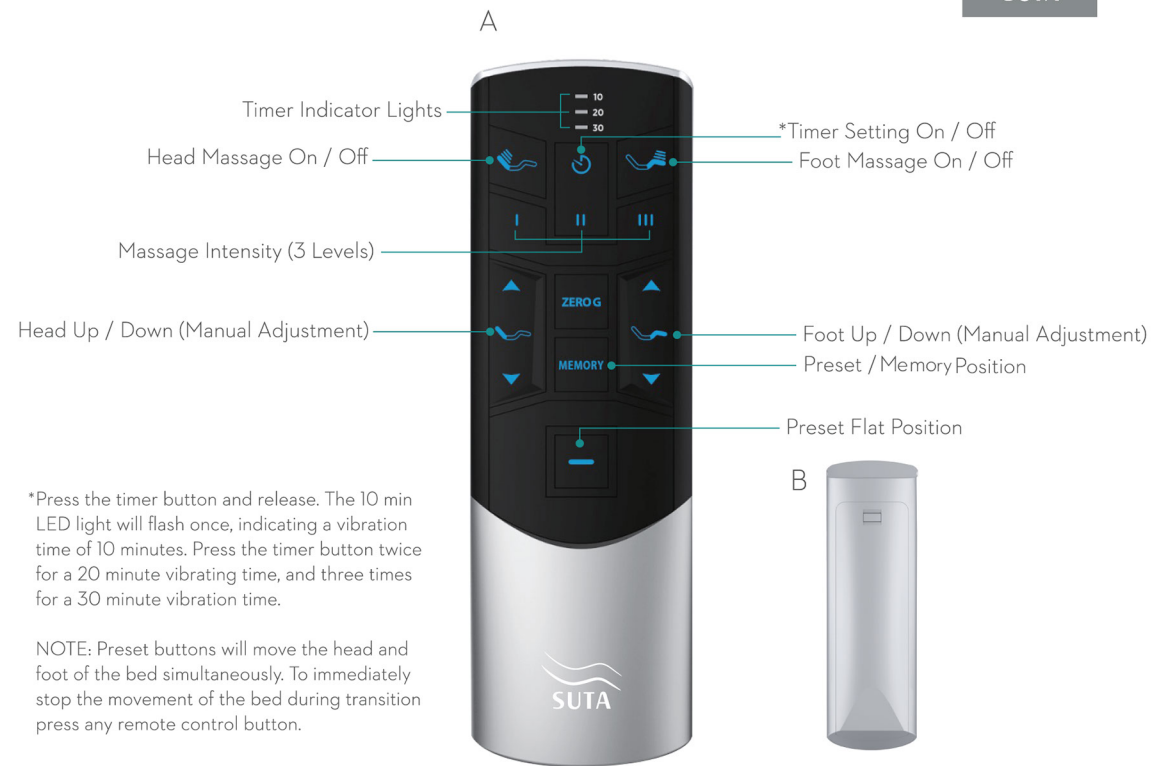 A
Timer Indicator Lights
10
20
30
*Timer Setting On / Off
Head Massage On / Off
Foot Massage On / Off
I II III
Massage Intensity (3 Levels)
ZERO G
Head Up / Down (Manual Adjustment)
Foot Up / Down (Manual Adjustment)
MEMORY
Preset / Memory Position
Preset Flat Position
B
*Press the timer button and release. The 10 min
LED light will flash once, indicating a vibration
time of 10 minutes. Press the timer button twice
for a 20 minute vibrating time, and three times
for a 30 minute vibration time.
NOTE: Preset buttons will move the head and
foot of the bed simultaneously. To immediately
stop the movement of the bed during transition
press any remote control button.
SUTA